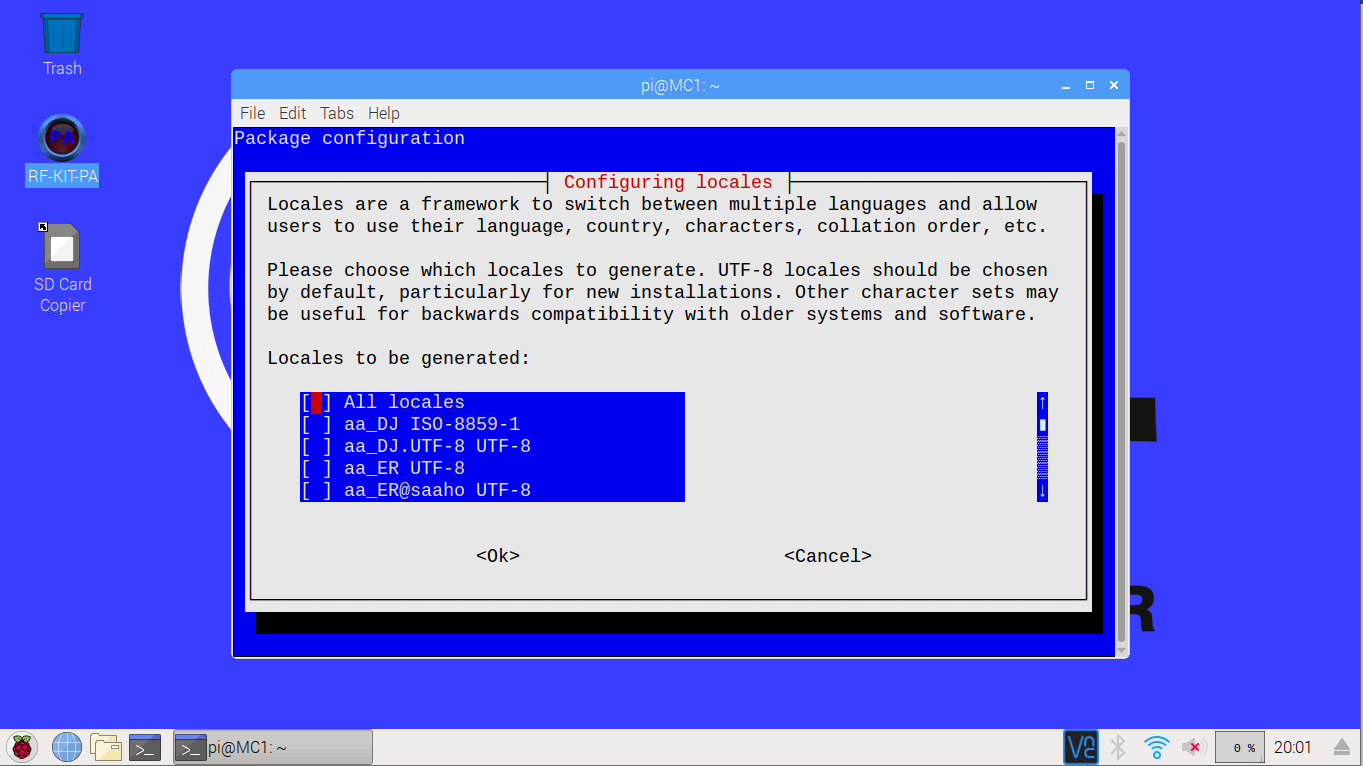 Trash
RF-KIT-PA
SD Card
Copier
pi@MC1: ~
File Edit Tabs Help
Package configuration
Configuring locales
Locales are a framework to switch between multiple languages and allow
users to use their language, country, characters, collation order, etc.
Please choose which locales to generate. UTF-8 locales should be chosen
by default, particularly for new installations. Other character sets may
be useful for backwards compatibility with older systems and software.
Locales to be generated:
[ ] All locales
[ ] aa_DJ ISO-8859-1
[ ] aa_DJ.UTF-8 UTF-8
[ ] aa_ER UTF-8
[ ] aa_ER@saaho UTF-8
<Ok> <Cancel>
R
pi@MC1: ~
0 %
20:01